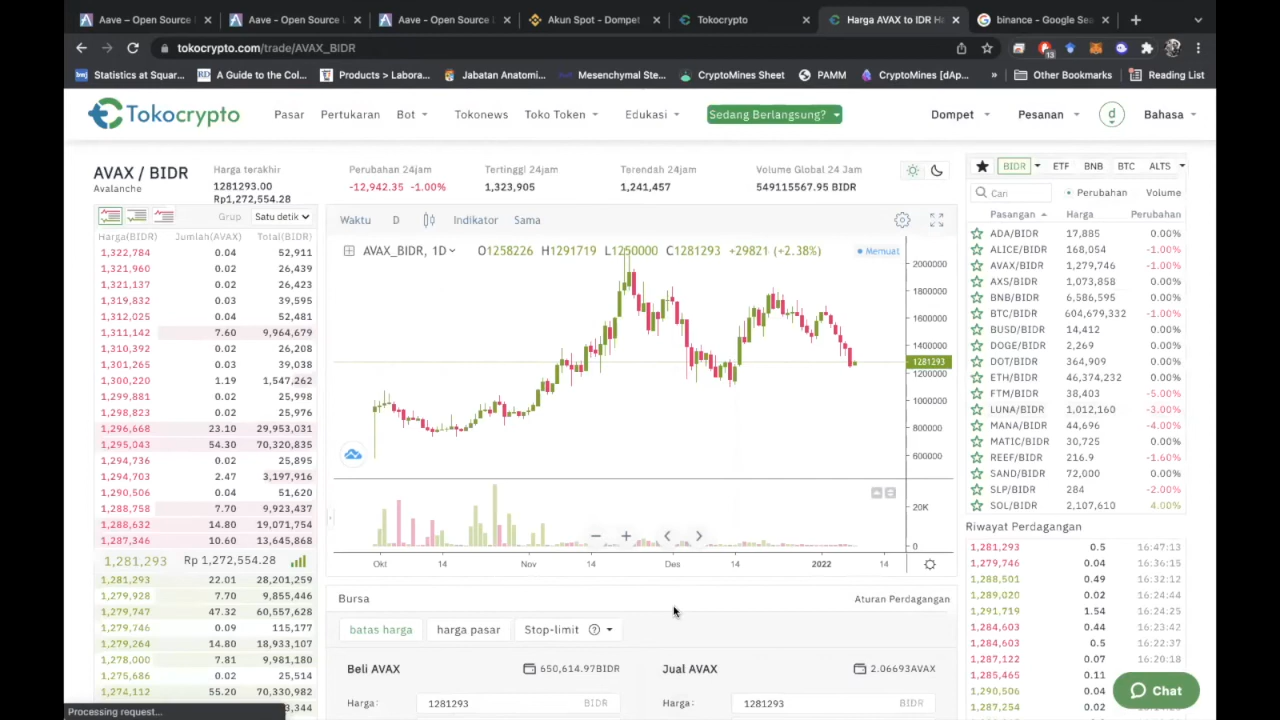 Aave – Open Source L
Aave - Open Source L
Aave - Open Source L
Akun Spot - Dompet
Tokocrypto
Harga AVAX to IDR Ha
binance - Google Sea
tokocrypto.com/trade/AVAX_BIDR
13
Statistics at Squar...
A Guide to the Col...
Products > Labora...
Jabatan Anatomi...
Mesenchymal Ste...
CryptoMines Sheet
PAMM
CryptoMines [dAp...
»
Other Bookmarks
Reading List
Tokocrypto
Pasar
Pertukaran
Bot
Tokonews
Toko Token
Edukasi
Sedang Berlangsung?
Dompet
Pesanan
d
Bahasa
AVAX / BIDR
Avalanche
Harga terakhir
1281293.00
Rp1,272,554.28
Perubahan 24jam
-12,942.35 -1.00%
Tertinggi 24jam
1,323,905
Terendah 24jam
1,241,457
Volume Global 24 Jam
549115567.95 BIDR
Grup
Satu detik
Harga(BIDR) Jumlah(AVAX) Total(BIDR)
1,322,784 0.04 52,911
1,321,960 0.02 26,439
1,321,137 0.02 26,423
1,319,832 0.03 39,595
1,312,025 0.04 52,481
1,311,142 7.60 9,964,679
1,310,392 0.02 26,208
1,301,265 0.03 39,038
1,300,220 1.19 1,547,262
1,299,881 0.02 25,998
1,298,823 0.02 25,976
1,296,668 23.10 29,953,031
1,295,043 54.30 70,320,835
1,294,736 0.02 25,895
1,294,703 2.47 3,197,916
1,290,506 0.04 51,620
1,288,758 7.70 9,923,437
1,288,632 14.80 19,071,754
1,287,346 10.60 13,645,868
1,281,293 Rp 1,272,554.28
1,281,293 22.01 28,201,259
1,279,928 7.70 9,855,446
1,279,747 47.32 60,557,628
1,279,746 0.09 115,177
1,279,264 14.80 18,933,107
1,278,000 7.81 9,981,180
1,275,686 0.02 25,514
1,274,112 55.20 70,330,982
3,344
Processing request...
Waktu
D
Indikator
Sama
AVAX_BIDR, 1D
O1258226 H1291719 L1250000 C1281293 +29821 (+2.38%)
Memuat
2000000
1800000
1600000
1400000
1281293
1200000
1000000
800000
600000
20K
0
Okt 14 Nov 14 Des 14 2022 14
Bursa
Aturan Perdagangan
batas harga
harga pasar
Stop-limit
Beli AVAX
650,614.97BIDR
Jual AVAX
2.06693AVAX
Harga: 1281293 BIDR
Harga: 1281293 BIDR
BIDR
ETF
BNB
BTC
ALTS
Cari
Perubahan
Volume
Pasangan Harga Perubahan
ADA/BIDR 17,885 0.00%
ALICE/BIDR 168,054 -1.00%
AVAX/BIDR 1,279,746 -1.00%
AXS/BIDR 1,073,858 -1.00%
BNB/BIDR 6,586,595 0.00%
BTC/BIDR 604,679,332 -1.00%
BUSD/BIDR 14,412 0.00%
DOGE/BIDR 2,269 0.00%
DOT/BIDR 364,909 0.00%
ETH/BIDR 46,374,232 0.00%
FTM/BIDR 38,403 -5.00%
LUNA/BIDR 1,012,160 -3.00%
MANA/BIDR 44,696 -4.00%
MATIC/BIDR 30,725 0.00%
REEF/BIDR 216.9 -1.60%
SAND/BIDR 72,000 0.00%
SLP/BIDR 284 -2.00%
SOL/BIDR 2,107,610 4.00%
Riwayat Perdagangan
1,281,293 0.5 16:47:13
1,279,746 0.04 16:36:15
1,288,501 0.49 16:32:12
1,289,020 0.02 16:24:44
1,291,719 1.54 16:24:25
1,284,603 0.44 16:23:42
1,284,603 0.5 16:22:37
1,287,122 0.07 16:20:18
1,285,465 0.11
1,290,506 0.04
Chat